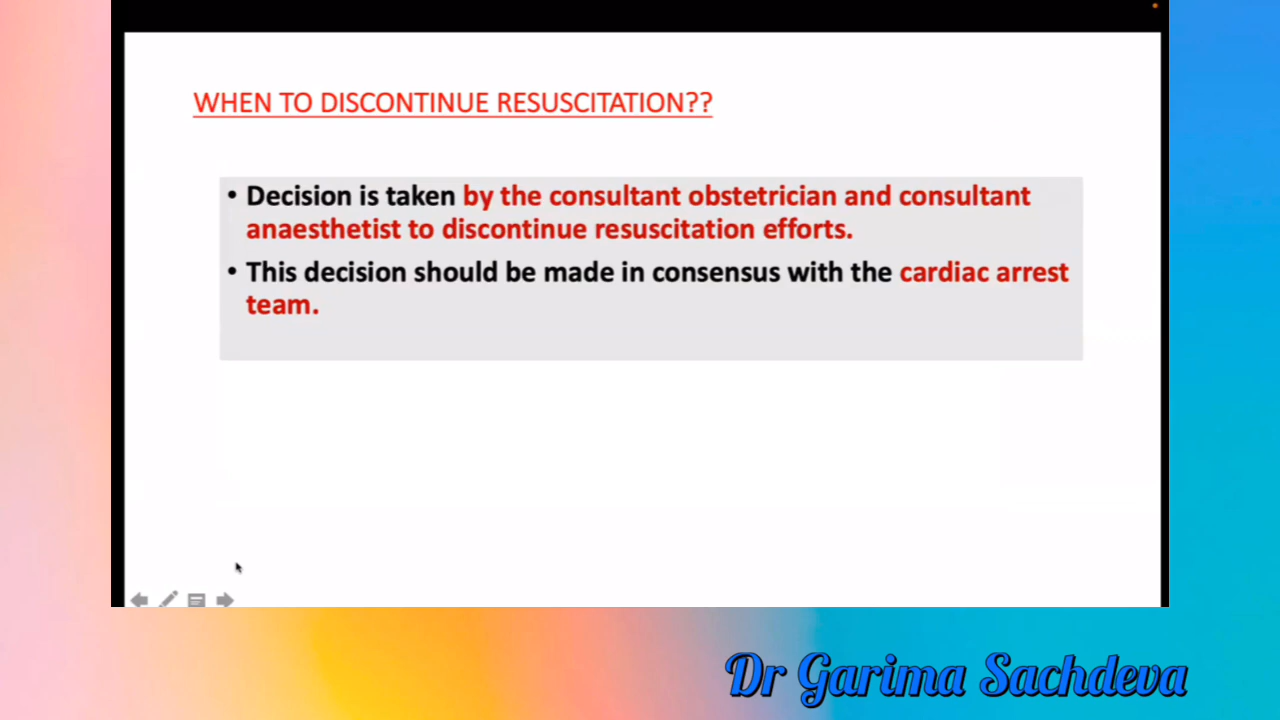 WHEN TO DISCONTINUE RESUSCITATION??
• Decision is taken by the consultant obstetrician and consultant
anaesthetist to discontinue resuscitation efforts.
• This decision should be made in consensus with the cardiac arrest
team.
Dr Garima Sachdeva